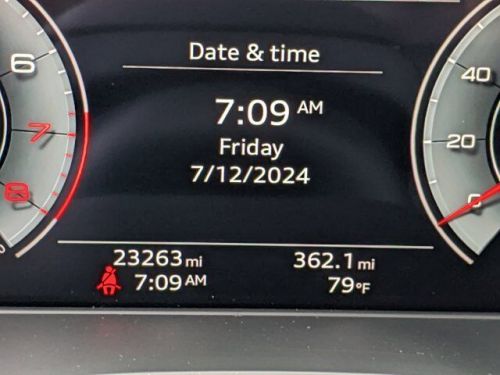 Date & time
6
7
8
40
20
0
7:09 AM
Friday
7/12/2024
23263 mi
362.1 mi
7:09 AM
79°F